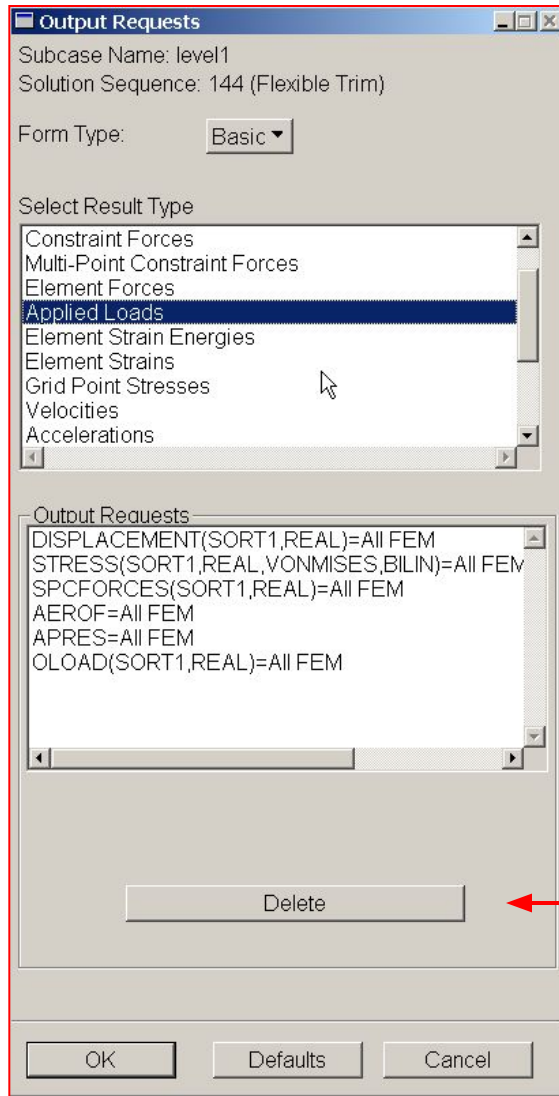 Output Requests
Subcase Name: level1
Solution Sequence: 144 (Flexible Trim)
Form Type:
Basic
Select Result Type
Constraint Forces
Multi-Point Constraint Forces
Element Forces
Applied Loads
Element Strain Energies
Element Strains
Grid Point Stresses
Velocities
Accelerations
Output Requests
DISPLACEMENT(SORT1,REAL)=All FEM
STRESS(SORT1,REAL,VONMISES,BILIN)=All FEM
SPCFORCES(SORT1,REAL)=All FEM
AEROF=All FEM
APRES=All FEM
OLOAD(SORT1,REAL)=All FEM
Delete
OK
Defaults
Cancel